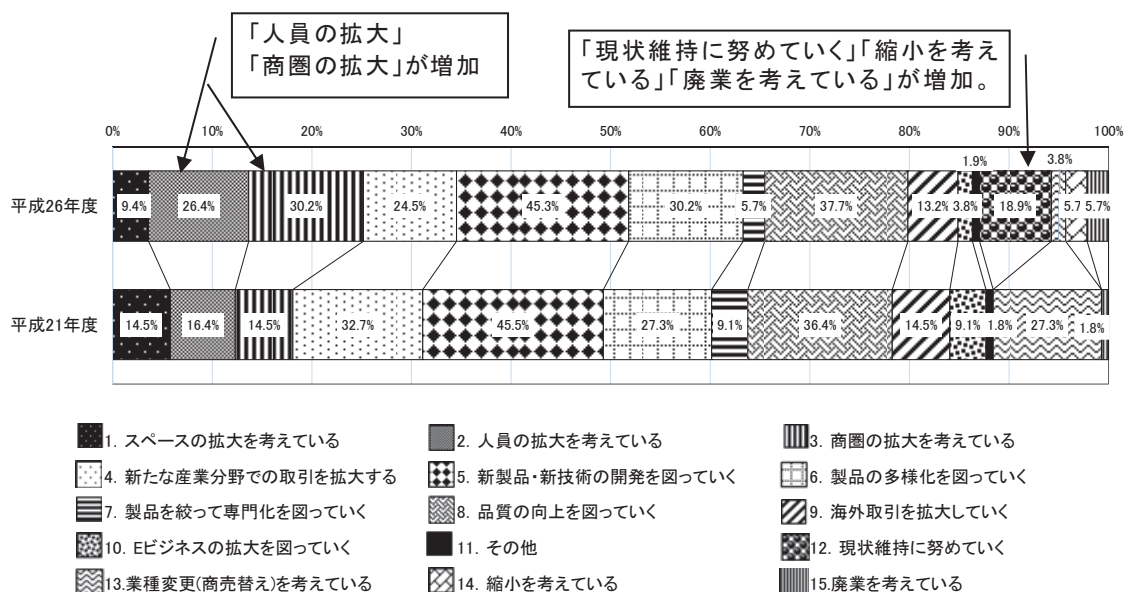 「人員の拡大」
「商圏の拡大」が増加
「現状維持に努めていく」「縮小を考え
ている」「廃業を考えている」が増加。
0% 10% 20% 30% 40% 50% 60% 70% 80% 90% 100%
1.9% 3.8%
平成26年度 9.4% 26.4% 30.2% 24.5% 45.3% 30.2% 5.7% 37.7% 13.2% 3.8% 18.9% 5.7 5.7%
平成21年度 14.5% 16.4% 14.5% 32.7% 45.5% 27.3% 9.1% 36.4% 14.5% 9.1% 1.8% 27.3% 1.8%
1. スペースの拡大を考えている 2. 人員の拡大を考えている 3. 商圏の拡大を考えている
4. 新たな産業分野での取引を拡大する 5. 新製品・新技術の開発を図っていく 6. 製品の多様化を図っていく
7. 製品を絞って専門化を図っていく 8. 品質の向上を図っていく 9. 海外取引を拡大していく
10. Eビジネスの拡大を図っていく 11. その他 12. 現状維持に努めていく
13.業種変更(商売替え)を考えている 14. 縮小を考えている 15.廃業を考えている